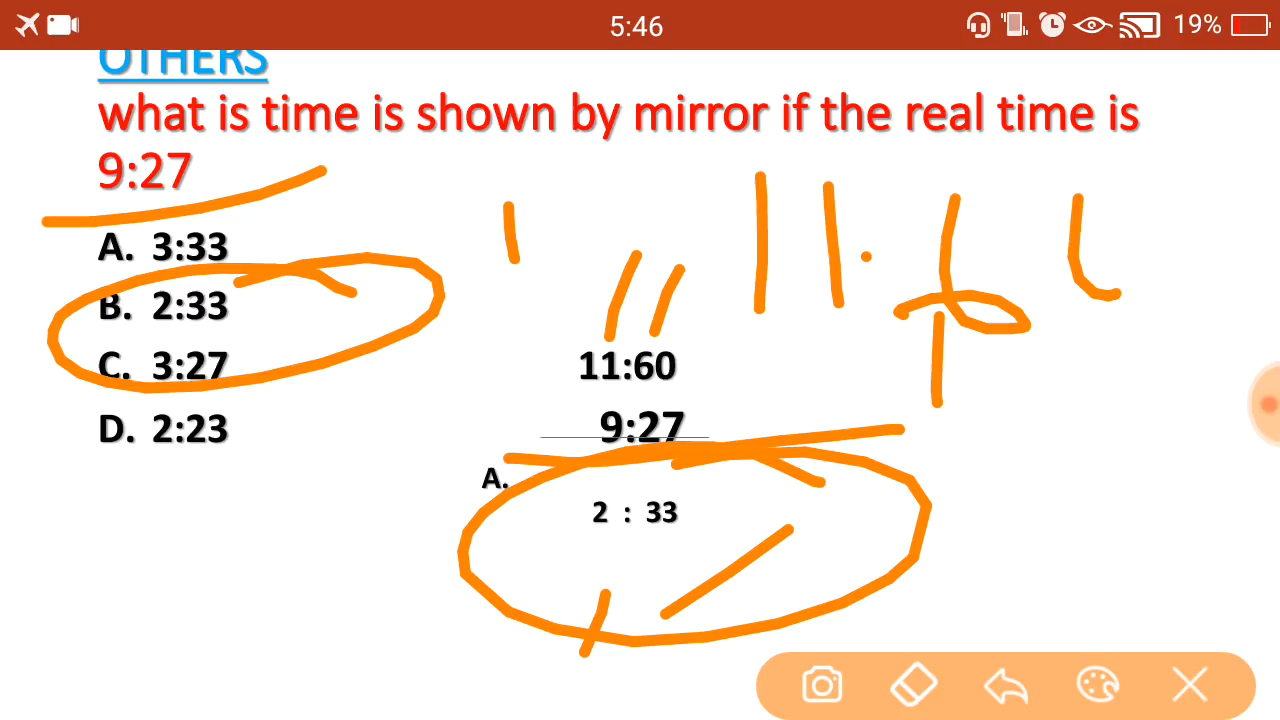 5:46
19%
OTHERS
what is time is shown by mirror if the real time is
9:27
A. 3:33
B. 2:33
C. 3:27
D. 2:23
11:60
9:27
A.
2 : 33